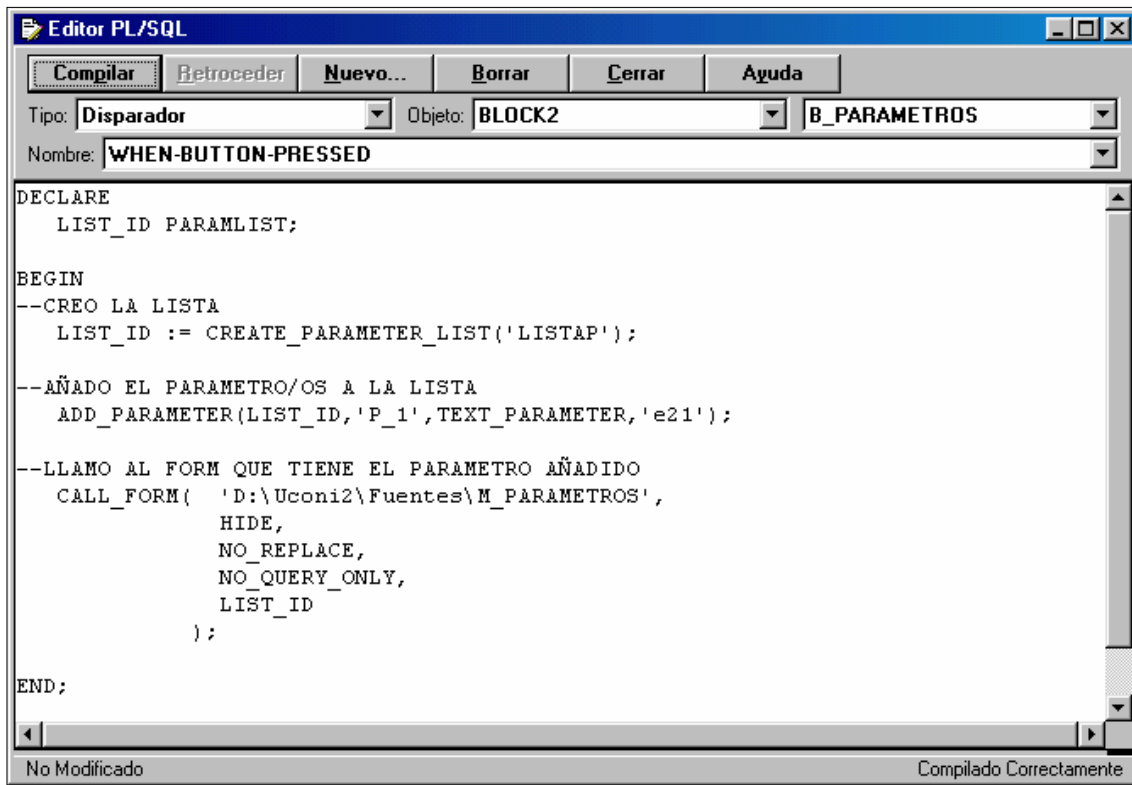 Editor PL/SQL
Compilar Retroceder Nuevo... Borrar Cerrar Ayuda
Tipo: Disparador Objeto: BLOCK2 B_PARAMETROS
Nombre: WHEN-BUTTON-PRESSED
DECLARE
LIST_ID PARAMLIST;
BEGIN
--CREO LA LISTA
LIST_ID := CREATE_PARAMETER_LIST('LISTAP');
--AÑADO EL PARAMETRO/OS A LA LISTA
ADD_PARAMETER(LIST_ID,'P_1',TEXT_PARAMETER,'e21');
--LLAMO AL FORM QUE TIENE EL PARAMETRO AÑADIDO
CALL_FORM( 'D:\Uconi2\Fuentes\M_PARAMETROS',
HIDE,
NO_REPLACE,
NO_QUERY_ONLY,
LIST_ID
);
END;
No Modificado Compilado Correctamente